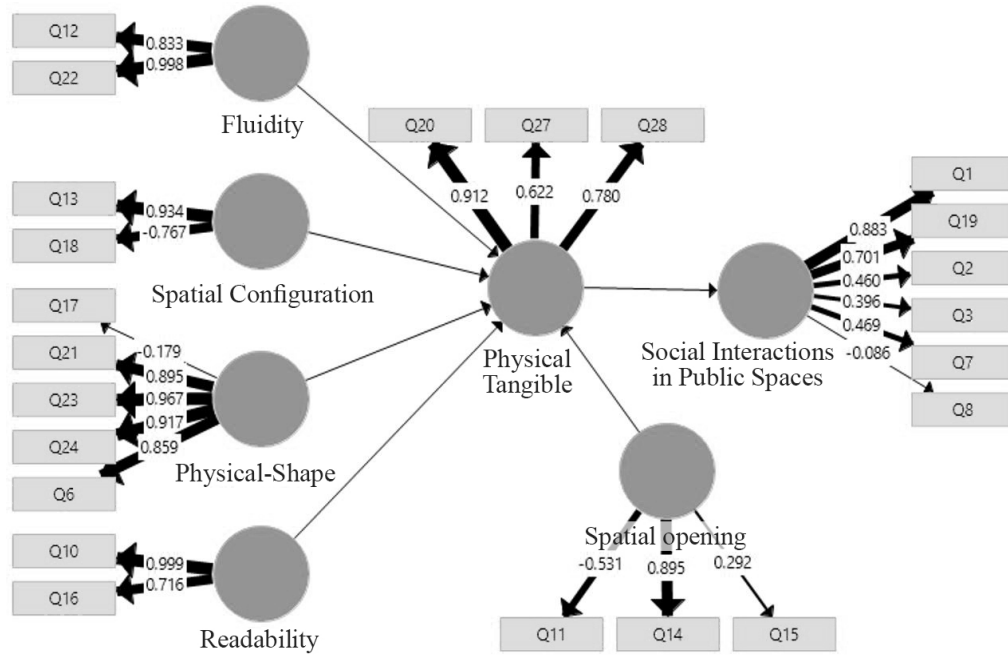 Q12
0.833
0.998
Q22
Fluidity
Q20
Q27
Q28
0.912
0.622
0.780
Q13
0.934
-0.767
Q18
Spatial Configuration
Q17
-0.179
Q21
0.895
0.967
Q23
0.917
Q24
0.859
Q6
Physical-Shape
Q10
0.999
0.716
Q16
Readability
Physical
Tangible
Q1
0.883
Q19
0.701
0.460
Q2
0.396
Q3
0.469
Q7
-0.086
Q8
Social Interactions
in Public Spaces
Spatial opening
-0.531
0.895
0.292
Q11
Q14
Q15